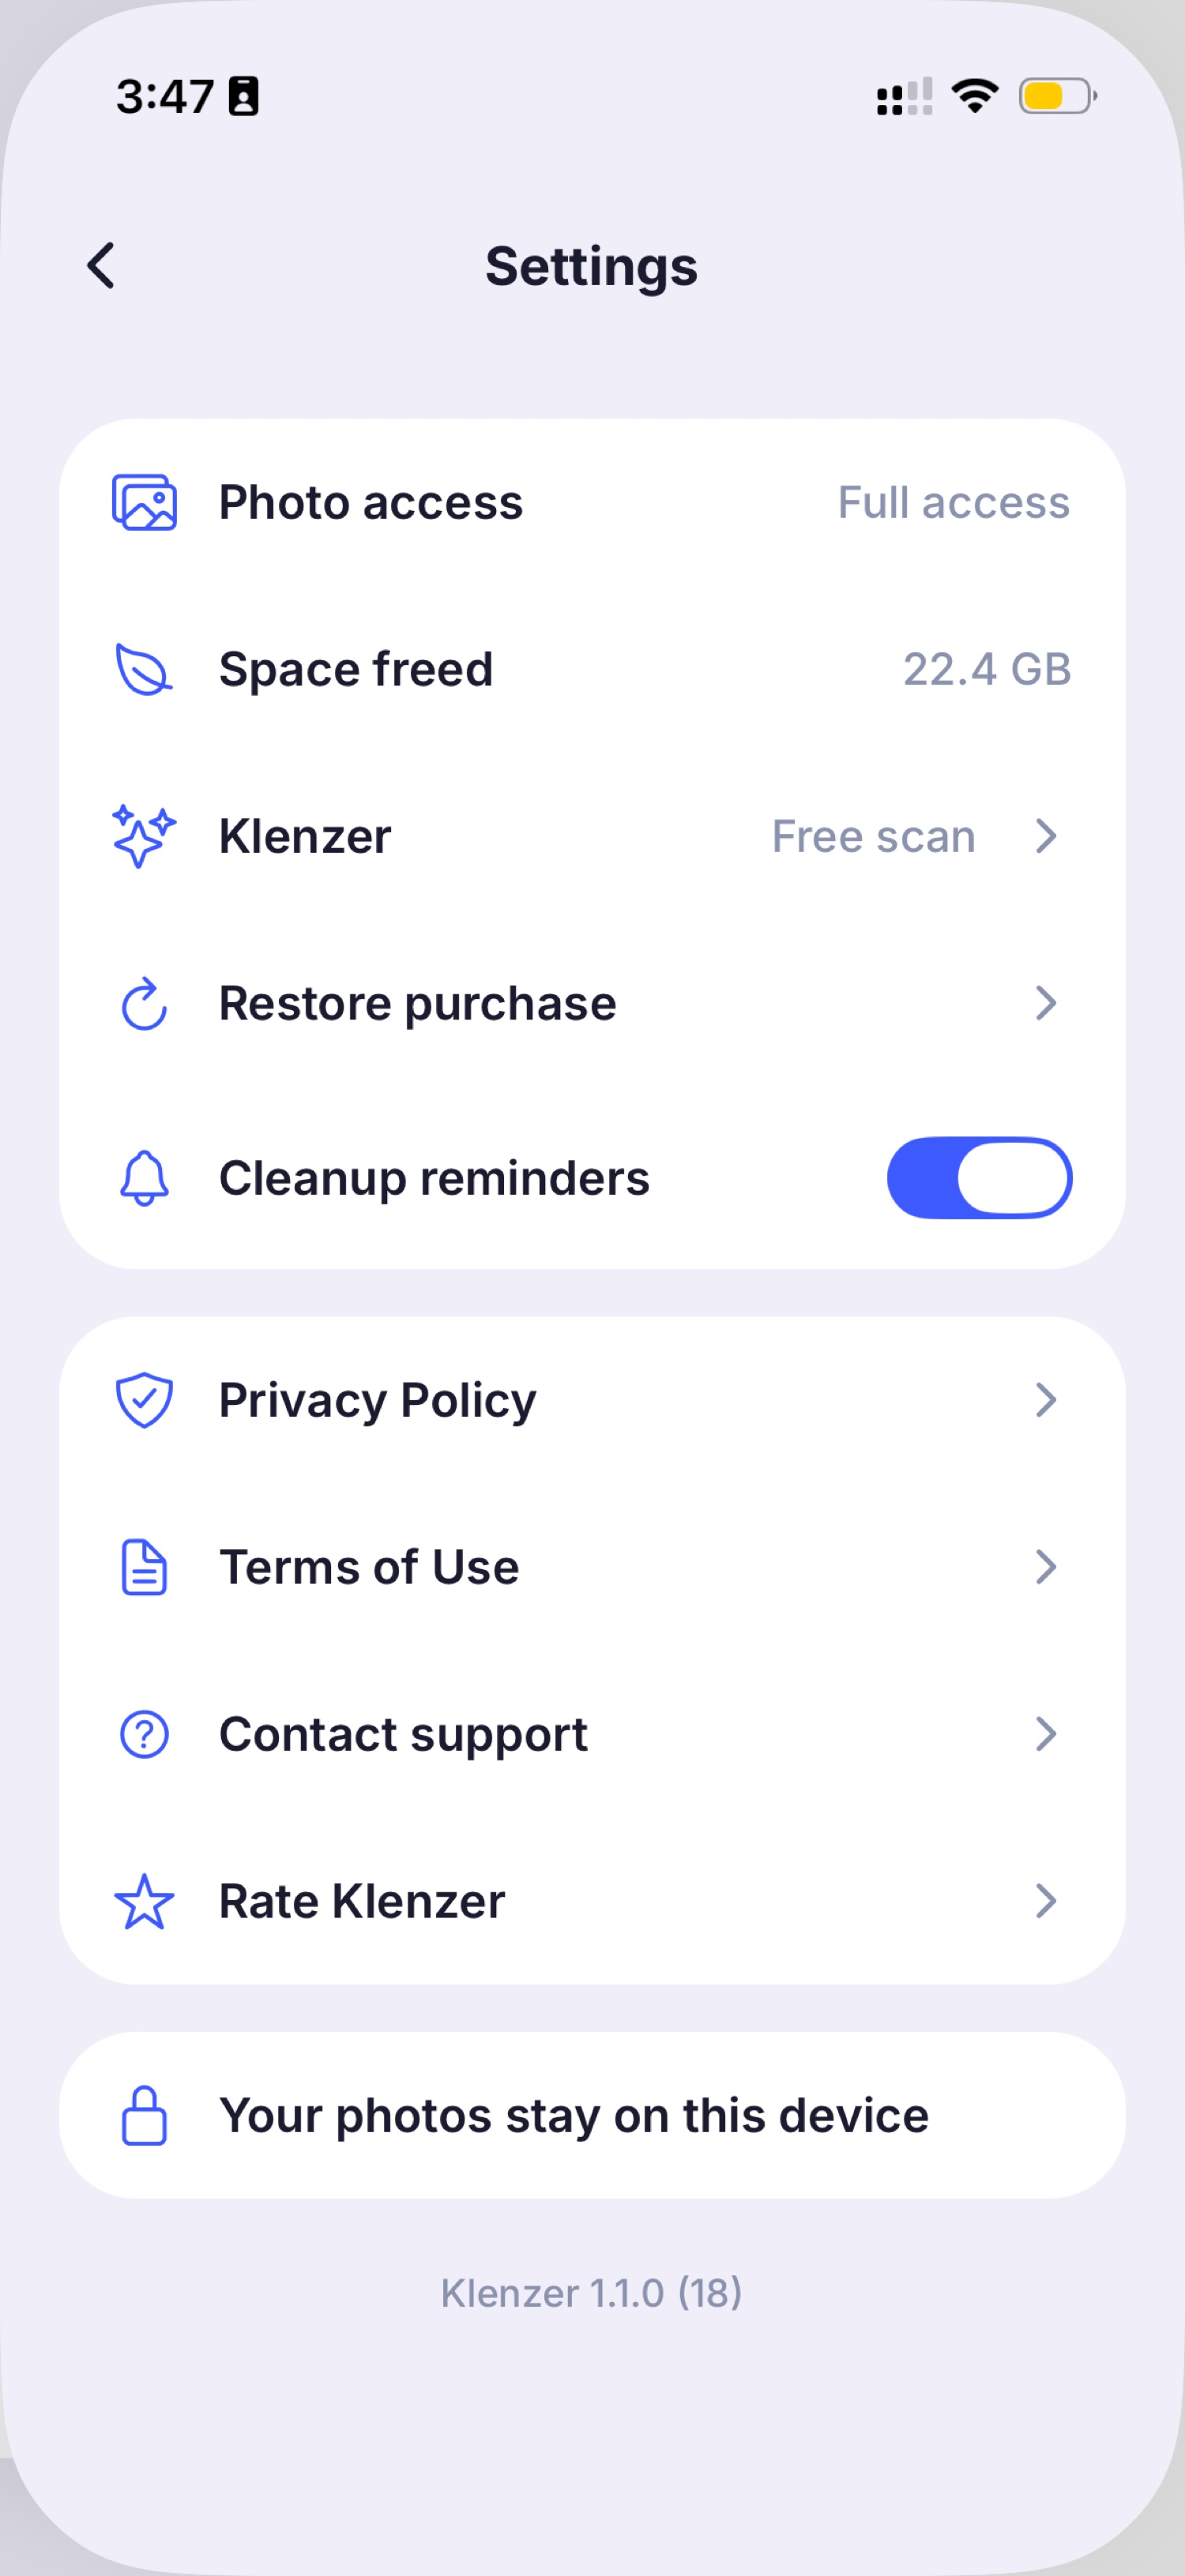 3:47
Settings
Photo access Full access
Space freed 22.4 GB
Klenzer Free scan
Restore purchase
Cleanup reminders
Privacy Policy
Terms of Use
Contact support
Rate Klenzer
Your photos stay on this device
Klenzer 1.1.0 (18)